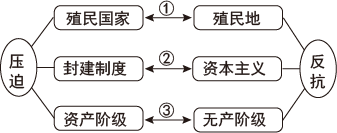 殖民国家 ① 殖民地
压迫 封建制度 ② 资本主义 反抗
资产阶级 ③ 无产阶级